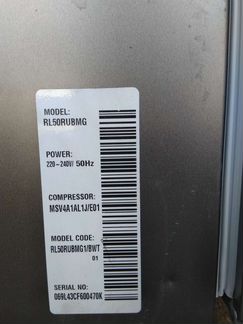 MODEL:
RL50RUBMG
POWER:
220~240V/ 50Hz
COMPRESSOR:
MSV4A1AL1J/E01
MODEL CODE:
RL50RUBMG1/BWT
01
SERIAL NO:
069L43CF600470K